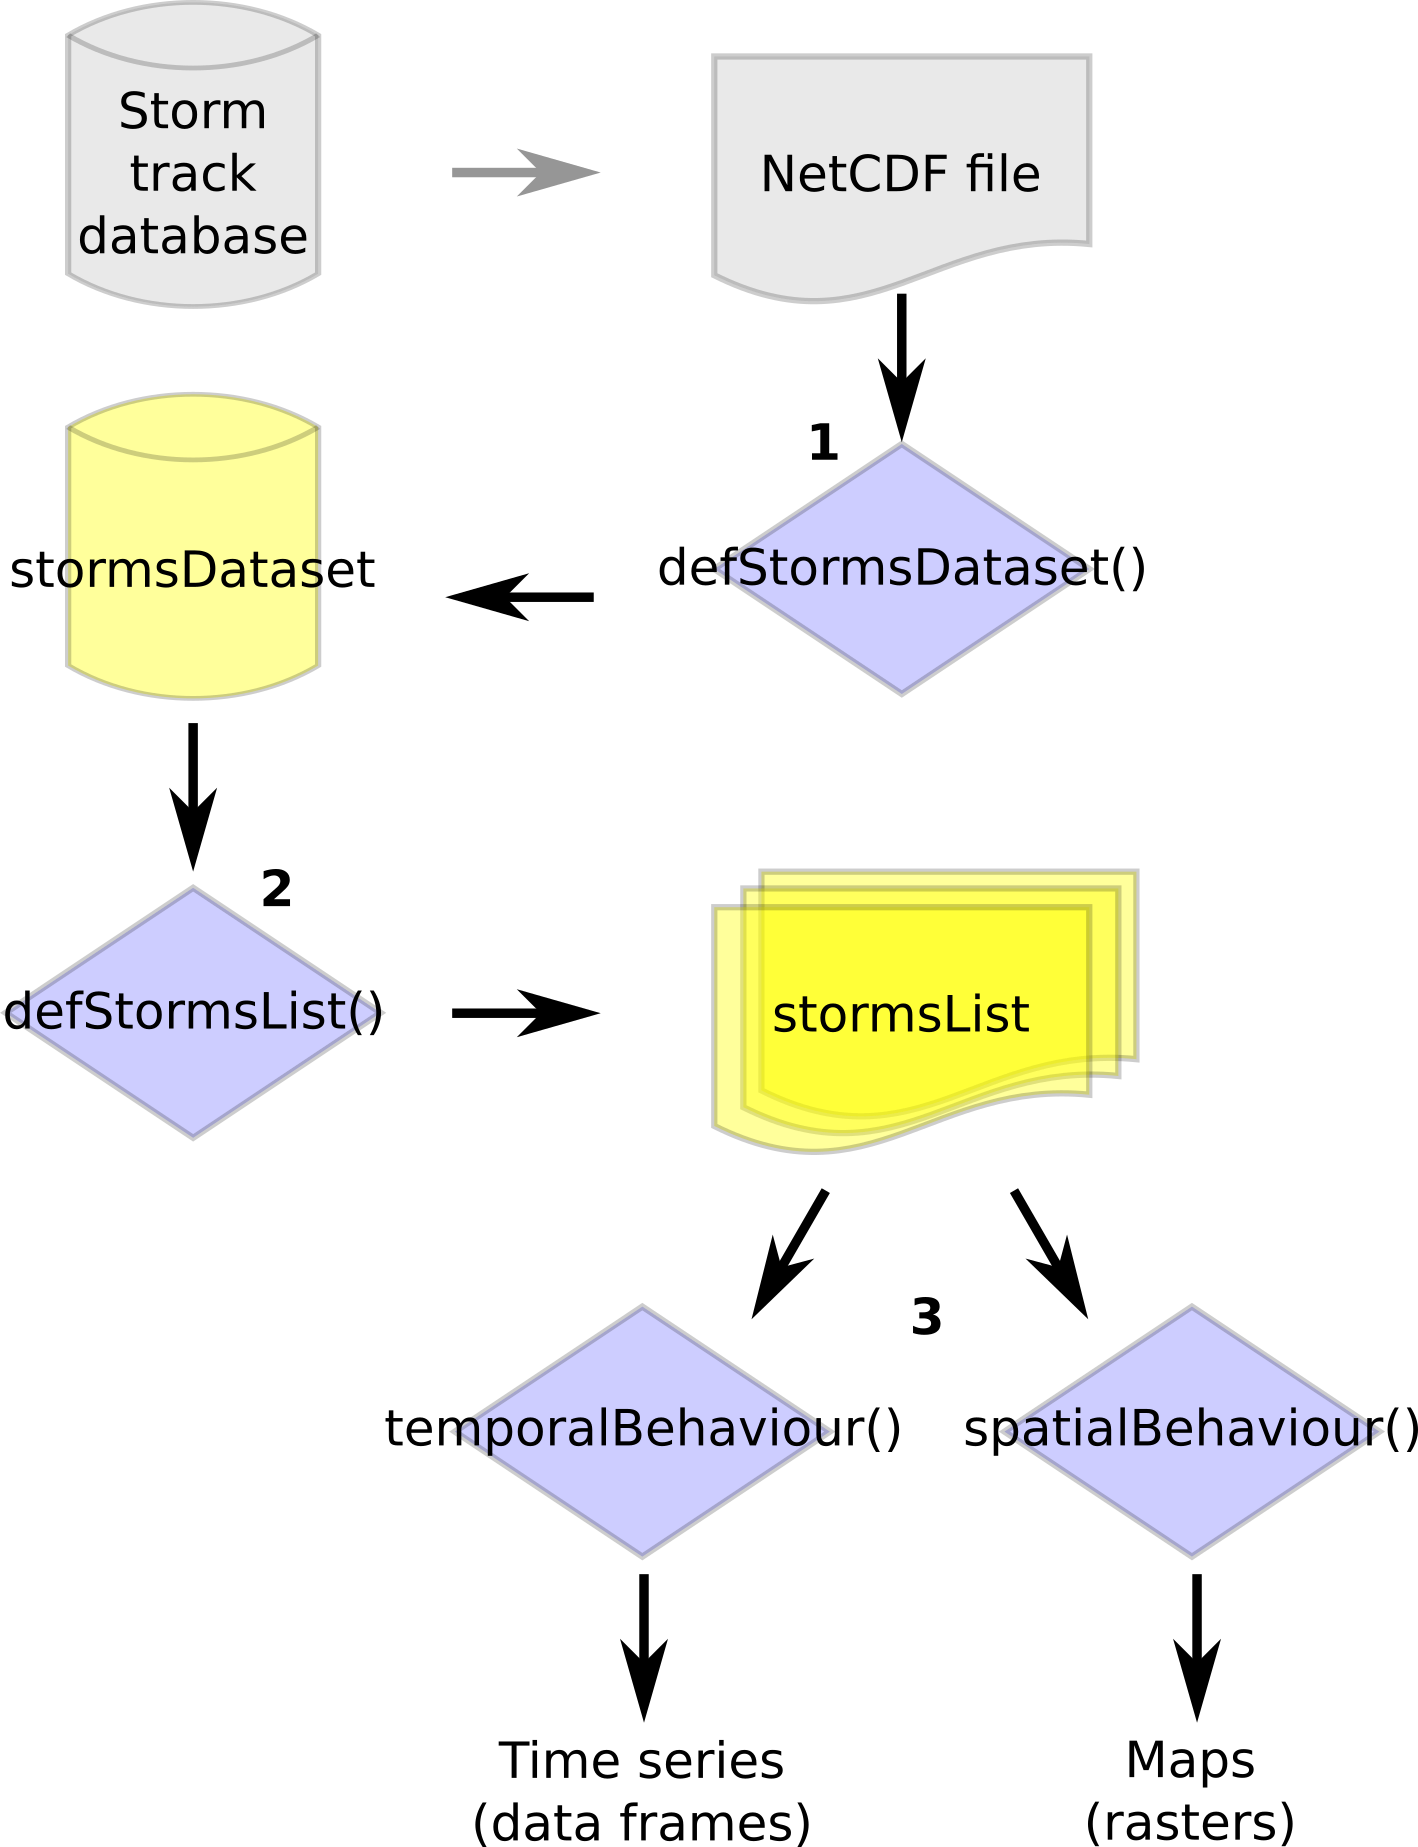 Storm
track
database
NetCDF file
1
defStormsDataset()
stormsDataset
2
defStormsList()
stormsList
3
temporalBehaviour()
spatialBehaviour()
Time series
(data frames)
Maps
(rasters)